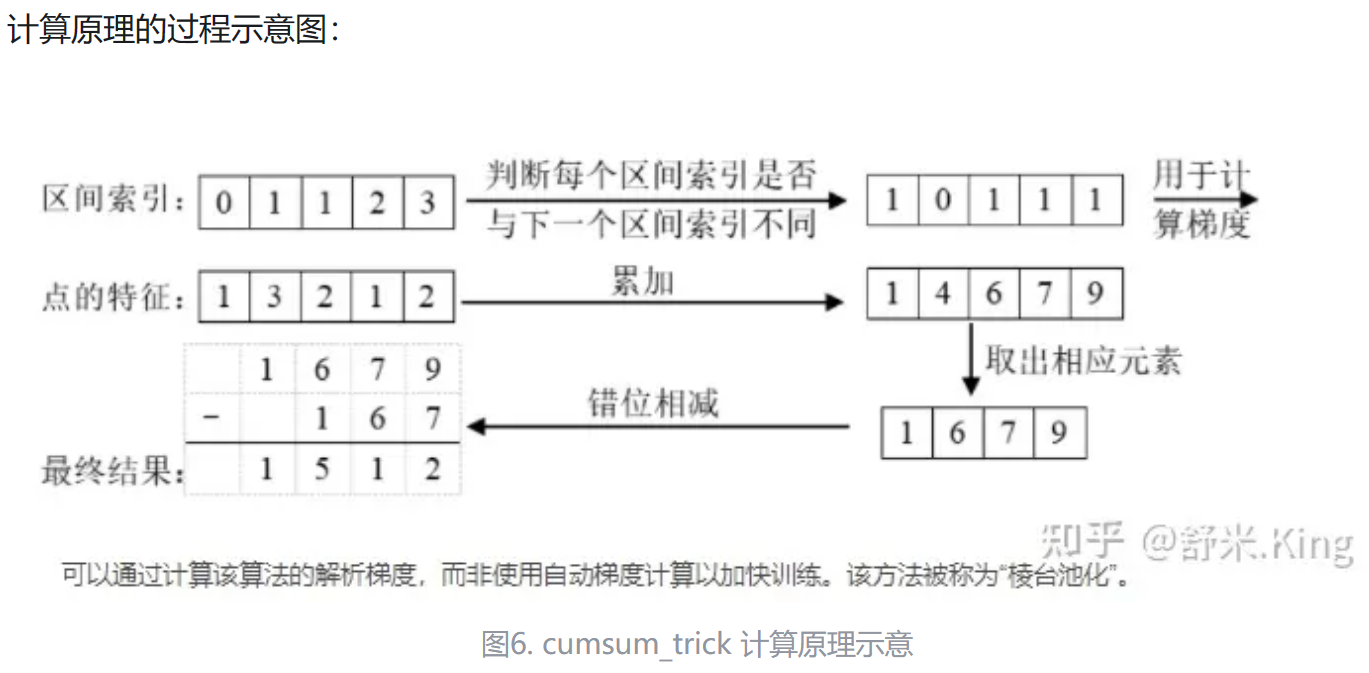 计算原理的过程示意图：
区间索引： 0 1 1 2 3 判断每个区间索引是否 1 0 1 1 1 用于计
与下一个区间索引不同 算梯度
点的特征： 1 3 2 1 2 累加 1 4 6 7 9
取出相应元素
1 6 7 9 错位相减 1 6 7 9
- 1 6 7
最终结果： 1 5 1 2
知乎 @舒米.King
可以通过计算该算法的解析梯度，而非使用自动梯度计算以加快训练。该方法被称为“棱台池化”。
图6. cumsum_trick 计算原理示意